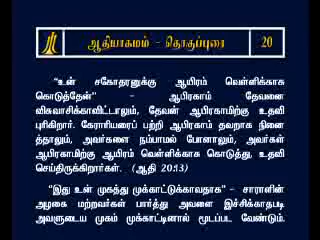 ஆதியாகமம் - தொகுப்புரை 20
"உன் சகோதரனுக்கு ஆயிரம் வெள்ளிக்காசு
கொடுத்தேன்" - ஆபிரகாம் தேவனை
விசுவாசிக்காவிட்டாலும், தேவன் ஆபிரகாமிற்கு உதவி
புரிகிறார். கேராரியரைப் பற்றி ஆபிரகாம் தவறாக நினை
த்தாலும், அவர்களை நம்பாமல் போனாலும், அவர்கள்
ஆபிரகாமிற்கு ஆயிரம் வெள்ளிக்காசு கொடுத்து, உதவி
செய்திருக்கிறார்கள். (ஆதி 20:13)
"இது உன் முகத்து முக்காட்டுக்காவதாக" - சாராளின்
அழகை மற்றவர்கள் பார்த்து அவளை இச்சிக்காதபடி
அவளுடைய முகம் முக்காட்டினால் மூடப்பட வேண்டும்.